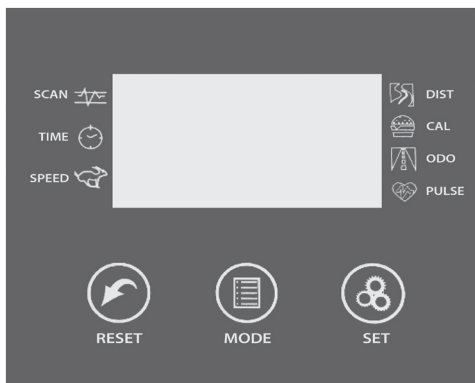 SCAN
TIME
SPEED
DIST
CAL
ODO
PULSE
RESET
MODE
SET